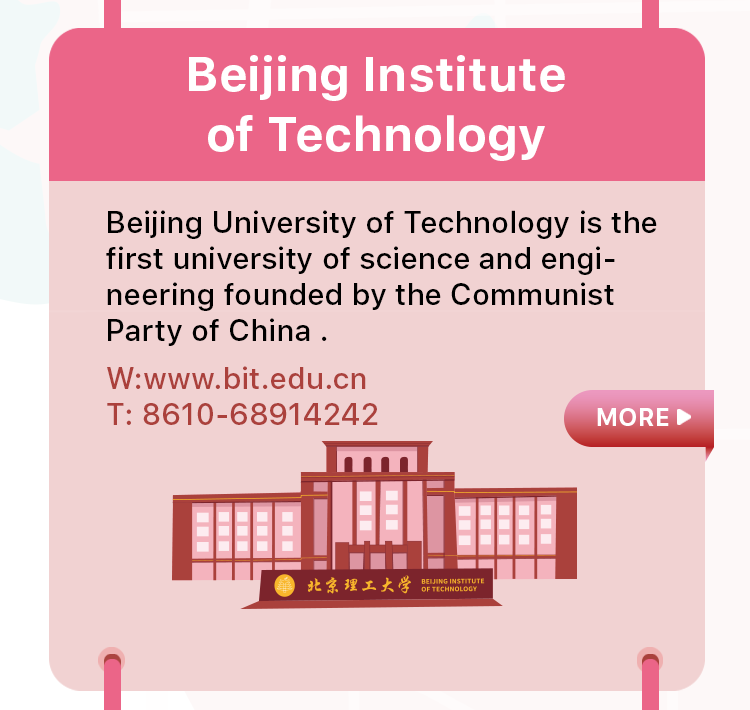 Beijing Institute
of Technology
Beijing University of Technology is the
first university of science and engi-
neering founded by the Communist
Party of China .
W:www.bit.edu.cn
T: 8610-68914242
MORE
北京理工大学
BEIJING INSTITUTE
OF TECHNOLOGY